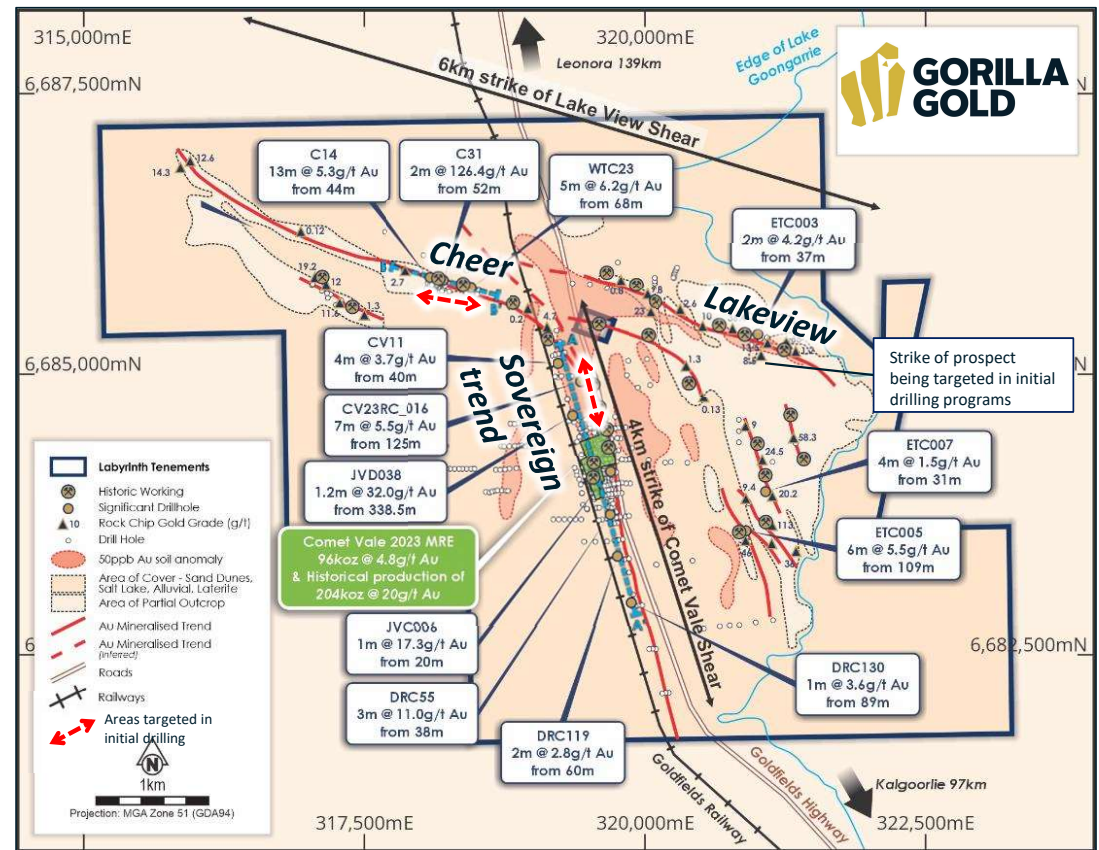 315,000mE
320,000mE
6,687,500mN
N
Leonora 139km
Edge of Lake
Goongarrie
GORILLA
GOLD
6km strike of Lake View Shear
C14
13m @ 5.3g/t Au
from 44m
C31
2m @ 126.4g/t Au
from 52m
WTC23
5m @ 6.2g/t Au
from 68m
ETC003
2m @ 4.2g/t Au
from 37m
12.6
14.3
0.12
19.2
12
11.6
1.3
2.7
Cheer
B
0.2
4.7
0.8
23
2.6
10
Lakeview
1.3
0.13
CV11
4m @ 3.7g/t Au
from 40m
A
6,685,000mN
Strike of prospect
being targeted in initial
drilling programs
Sovereign
trend
CV23RC_016
7m @ 5.5g/t Au
from 125m
4km strike of Comet Vale Shear
9
58.3
24.5
20.2
ETC007
4m @ 1.5g/t Au
from 31m
JVD038
1.2m @ 32.0g/t Au
from 338.5m
9.4
113
46
36
ETC005
6m @ 5.5g/t Au
from 109m
Comet Vale 2023 MRE
96koz @ 4.8g/t Au
& Historical production of
204koz @ 20g/t Au
JVC006
1m @ 17.3g/t Au
from 20m
A'
6,682,500mN
DRC130
1m @ 3.6g/t Au
from 89m
DRC55
3m @ 11.0g/t Au
from 38m
DRC119
2m @ 2.8g/t Au
from 60m
Goldfields Railway
Goldfields Highway
Kalgoorlie 97km
317,500mE
320,000mE
322,500mE
Labyrinth Tenements
Historic Working
Significant Drillhole
10
Rock Chip Gold Grade (g/t)
Drill Hole
50ppb Au soil anomaly
Area of Cover - Sand Dunes,
Salt Lake, Alluvial, Laterite
Area of Partial Outcrop
Au Mineralised Trend
Au Mineralised Trend
(inferred)
Roads
Railways
Areas targeted in
initial drilling
N
1km
Projection: MGA Zone 51 (GDA94)